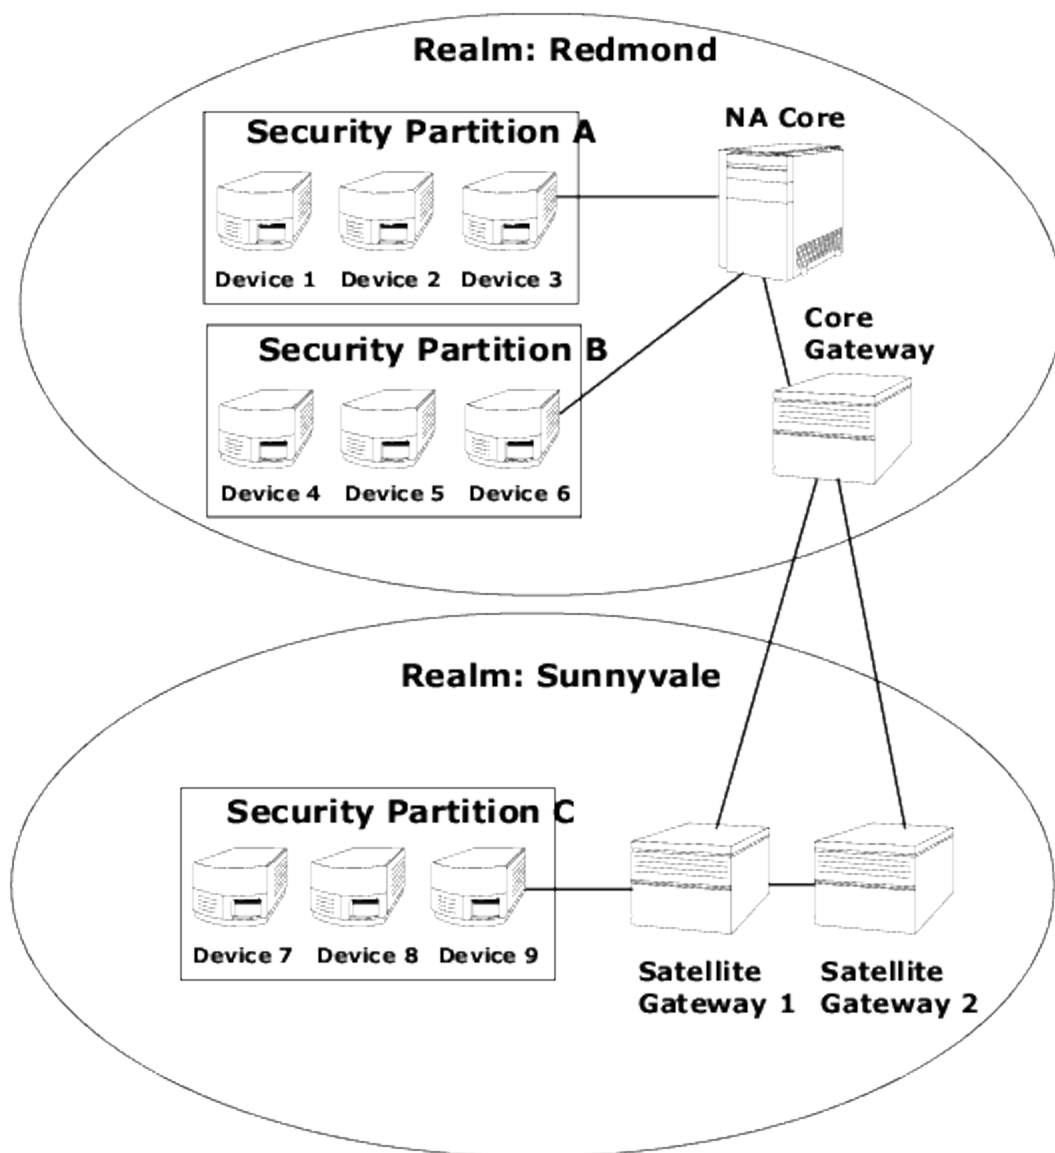 Realm: Redmond
Security Partition A
NA Core
Device 1 Device 2 Device 3
Core
Gateway
Security Partition B
Device 4 Device 5 Device 6
Realm: Sunnyvale
Security Partition C
Device 7 Device 8 Device 9
Satellite
Gateway 1
Satellite
Gateway 2